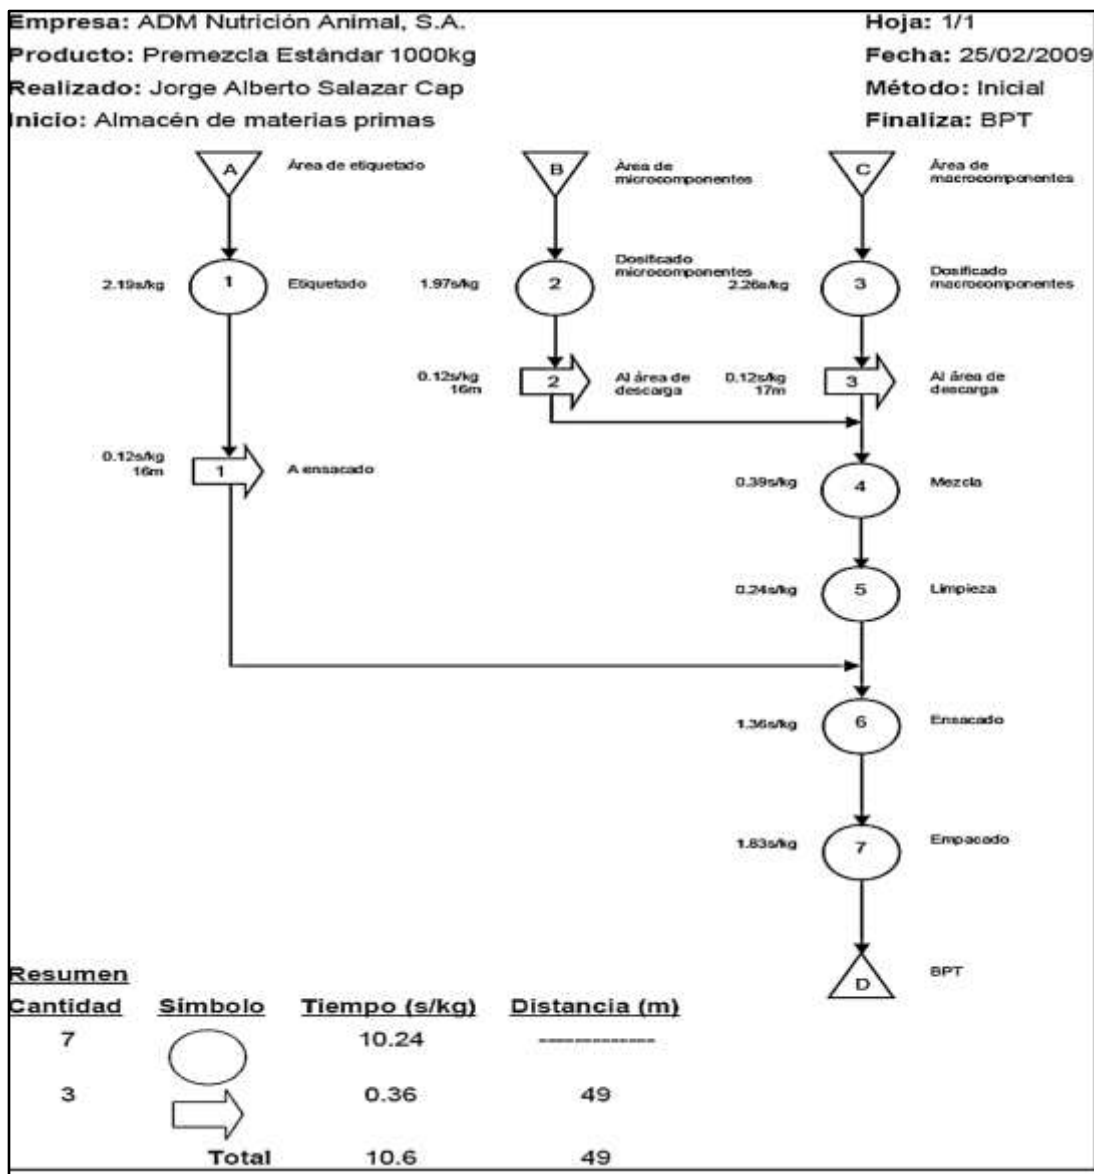 Empresa: ADM Nutrición Animal, S.A.
Hoja: 1/1
Producto: Premezcla Estándar 1000kg
Fecha: 25/02/2009
Realizado: Jorge Alberto Salazar Cap
Método: Inicial
Inicio: Almacén de materias primas
Finaliza: BPT
A
Área de etiquetado
B
Área de
microcomponentes
C
Área de
macrocomponentes
2.19s/kg
1
Etiquetado
1.97s/kg
2
Dosificado
microcomponentes
2.26s/kg
3
Dosificado
macrocomponentes
0.12s/kg
16m
2
Al área de
descarga
0.12s/kg
17m
3
Al área de
descarga
0.12s/kg
16m
1
A ensacado
0.39s/kg
4
Mezcla
0.24s/kg
5
Limpieza
1.36s/kg
6
Ensacado
1.83s/kg
7
Empacado
D
BPT
Resumen
Cantidad Símbolo Tiempo (s/kg) Distancia (m)
7 10.24 -------------
3 0.36 49
Total 10.6 49